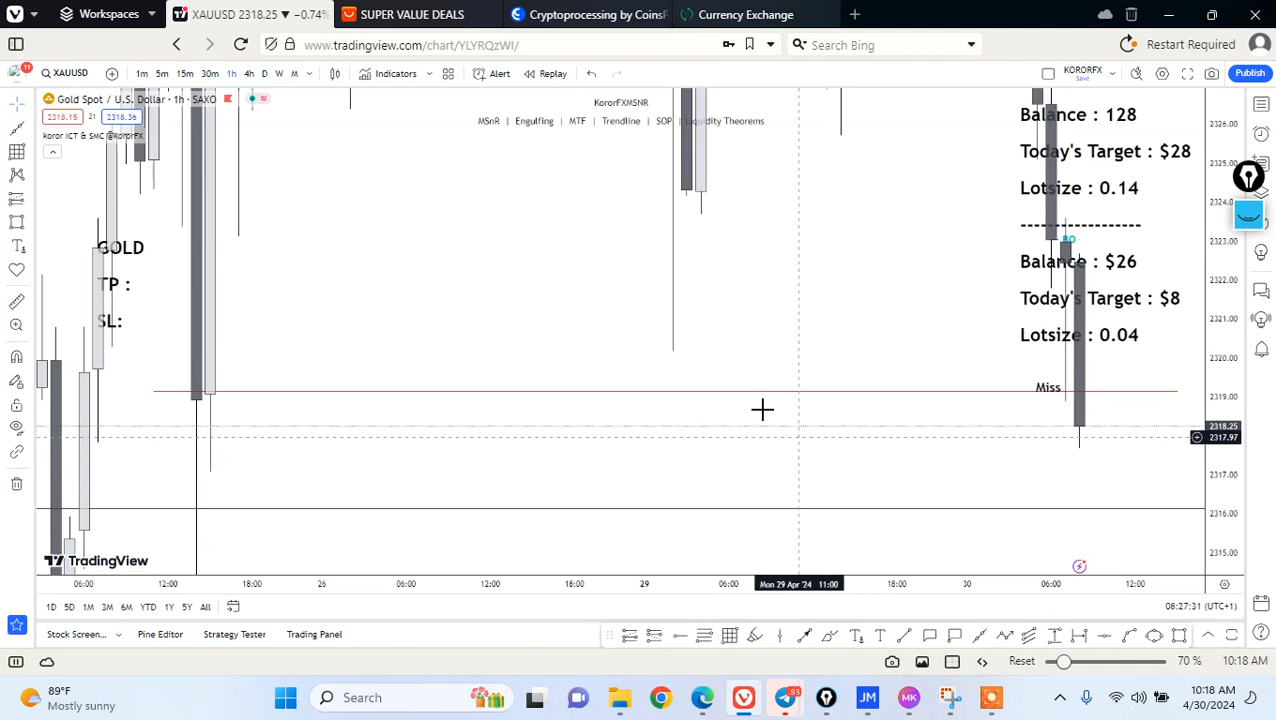 Workspaces
XAUUSD 2318.25 ▼ −0.74%
SUPER VALUE DEALS
Cryptoprocessing by CoinsP
Currency Exchange
www.tradingview.com/chart/YLYRQzWI/
Search Bing
Restart Required
11
XAUUSD
1m 5m 15m 30m 1h 4h D W M
Indicators
Alert
Replay
KORORFX
Save
Publish
Gold Spot / U.S. Dollar · 1h · SAXO
2318.15 21 2318.36
koror ICT & SMC @KororFX
KororFXMSNR
MSnR | Engulfing | MTF | Trendline | SOP | Liquidity Theorems
GOLD
TP :
SL:
Balance : 128
Today's Target : $28
Lotsize : 0.14
-----------------
BO
Balance : $26
Today's Target : $8
Lotsize : 0.04
Miss
2326.00
2325.00
2324.00
2323.00
2322.00
2321.00
2320.00
2319.00
2318.25
2317.97
2317.00
2316.00
2315.00
TradingView
06:00 12:00 18:00 26 06:00 12:00 18:00 29 06:00 Mon 29 Apr '24 11:00 18:00 30 06:00 12:00
1D 5D 1M 3M 6M YTD 1Y 5Y All
08:27:31 (UTC+1)
Stock Screen...
Pine Editor
Strategy Tester
Trading Panel
Reset
70 %
10:18 AM
89°F
Mostly sunny
Search
95
JM
MK
10:18 AM
4/30/2024